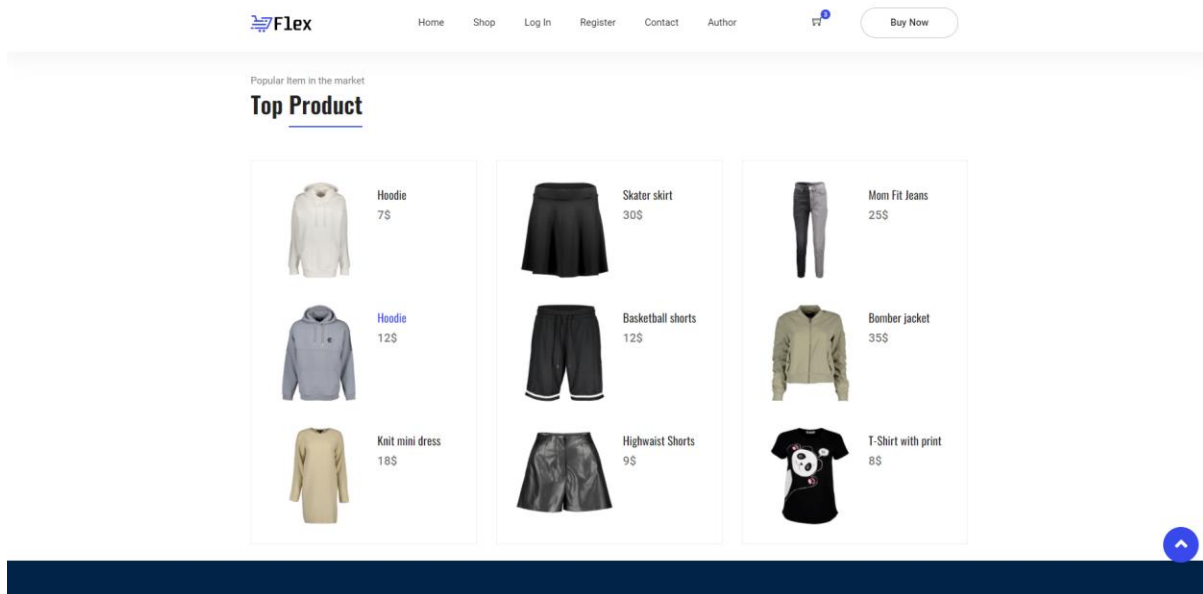 Flex
Home Shop Log In Register Contact Author
Buy Now
Popular Item in the market
Top Product
Hoodie
7$
Skater skirt
30$
Mom Fit Jeans
25$
Hoodie
12$
Basketball shorts
12$
Bomber jacket
35$
Knit mini dress
18$
Highwaist Shorts
9$
T-Shirt with print
8$